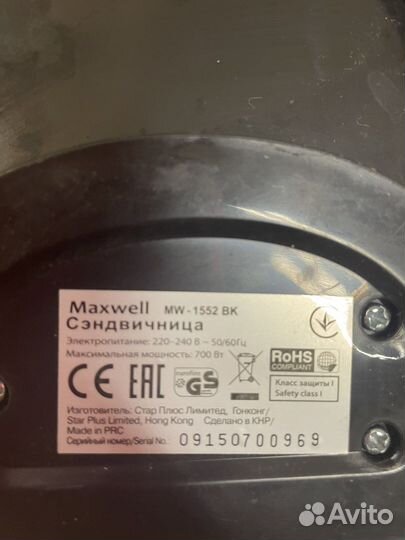 Maxwell MW-1552 BK
Сэндвичница
Электропитание: 220-240 В ~ 50/60Гц
Максимальная мощность: 700 Вт
CE EAC GS
RoHS
COMPLIANT
Класс защиты I
Safety class I
Изготовитель: Стар Плюс Лимитед, Гонконг/
Star Plus Limited, Hong Kong Сделано в КНР/
Made in PRC
Серийный номер/Serial No.: 09150700969
Avito